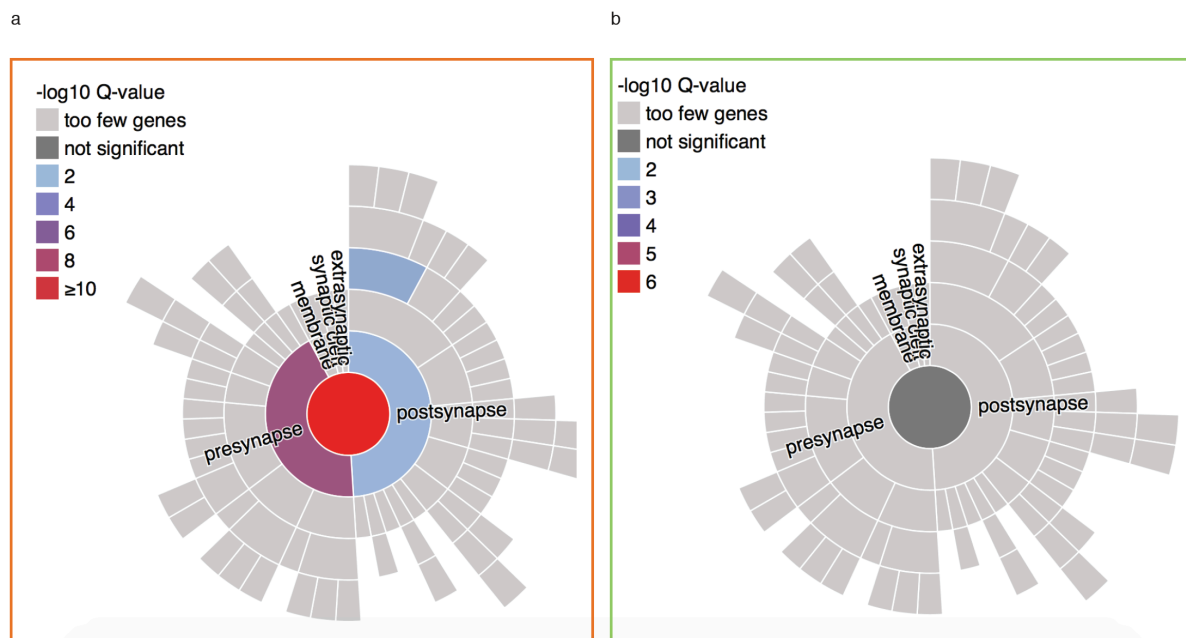 a
-log10 Q-value
too few genes
not significant
2
4
6
8
≥10
extrasynaptic
synaptic cleft
membrane
postsynapse
presynapse
b
-log10 Q-value
too few genes
not significant
2
3
4
5
6
extrasynaptic
synaptic cleft
membrane
postsynapse
presynapse